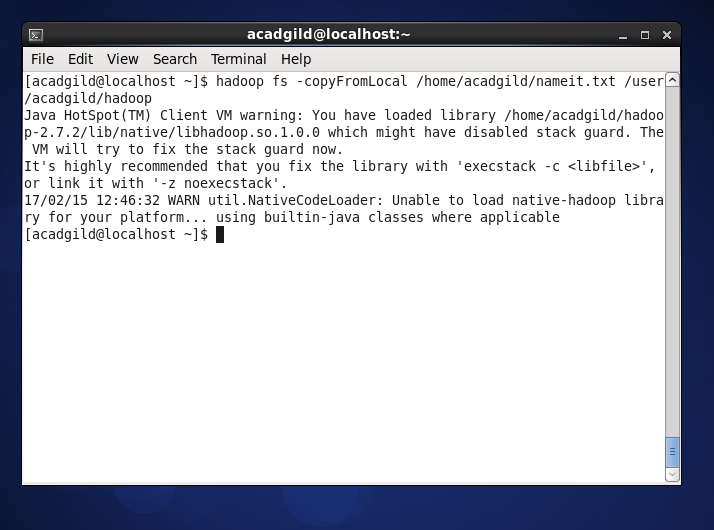 acadgild@localhost:~
File Edit View Search Terminal Help
[acadgild@localhost ~]$ hadoop fs -copyFromLocal /home/acadgild/nameit.txt /user
/acadgild/hadoop
Java HotSpot(TM) Client VM warning: You have loaded library /home/acadgild/hadoo
p-2.7.2/lib/native/libhadoop.so.1.0.0 which might have disabled stack guard. The
 VM will try to fix the stack guard now.
It's highly recommended that you fix the library with 'execstack -c <libfile>',
or link it with '-z noexecstack'.
17/02/15 12:46:32 WARN util.NativeCodeLoader: Unable to load native-hadoop libra
ry for your platform... using builtin-java classes where applicable
[acadgild@localhost ~]$